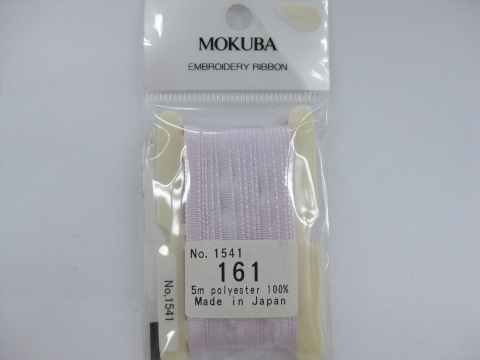 MOKUBA
EMBROIDERY RIBBON
No. 1541
161
5m polyester 100%
Made in Japan
No.1541